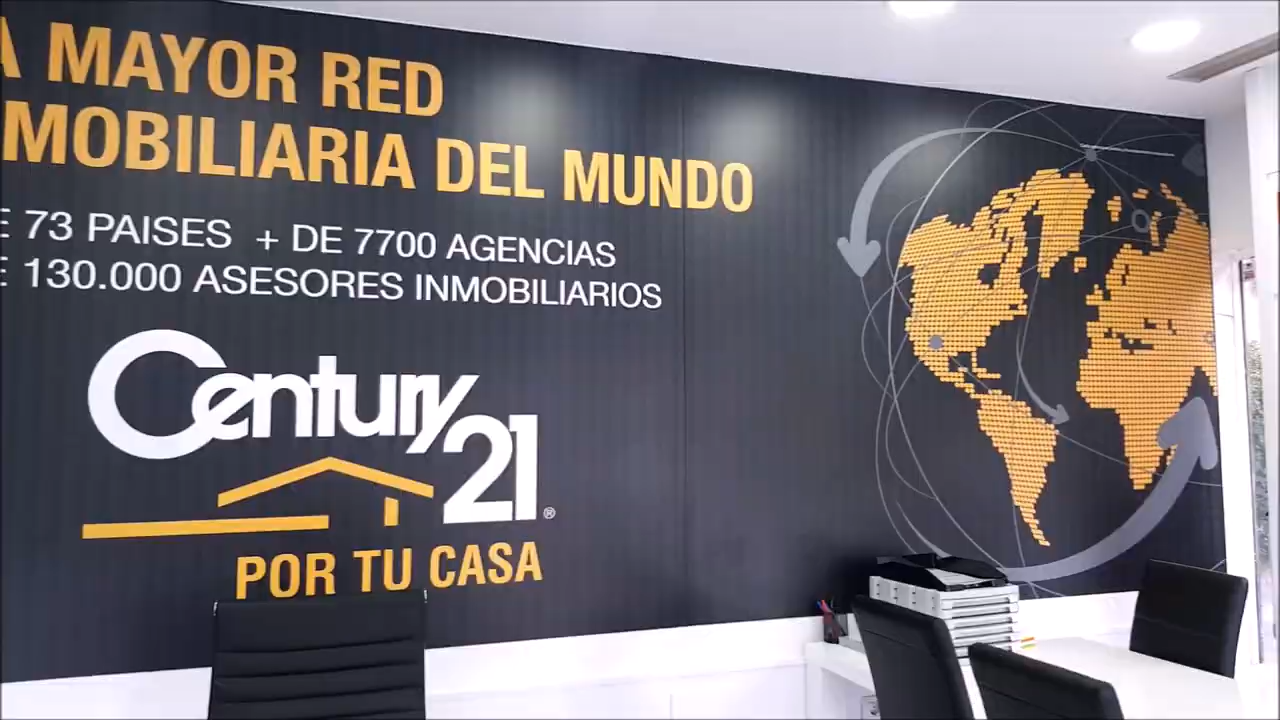 A MAYOR RED
MOBILIARIA DEL MUNDO
E 73 PAISES + DE 7700 AGENCIAS
E 130.000 ASESORES INMOBILIARIOS
Century 21®
POR TU CASA